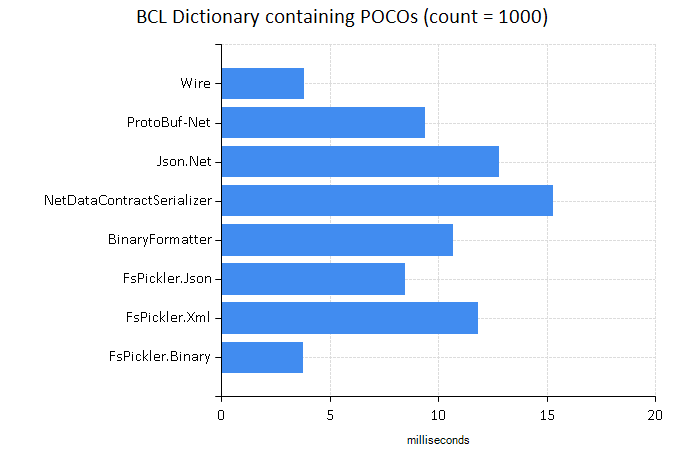 BCL Dictionary containing POCOs (count = 1000)
Wire
ProtoBuf-Net
Json.Net
NetDataContractSerializer
BinaryFormatter
FsPickler.Json
FsPickler.Xml
FsPickler.Binary
0 5 10 15 20
milliseconds